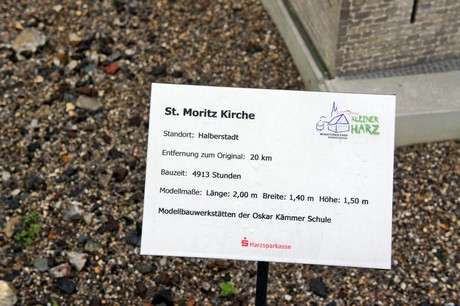 St. Moritz Kirche
KLEINER
HARZ
Standort: Halberstadt
Entfernung zum Original: 20 km
Bauzeit: 4913 Stunden
Modellmaße: Länge: 2,00 m Breite: 1,40 m Höhe: 1,50 m
Modellbauwerkstätten der Oskar Kämmer Schule
Harzsparkasse